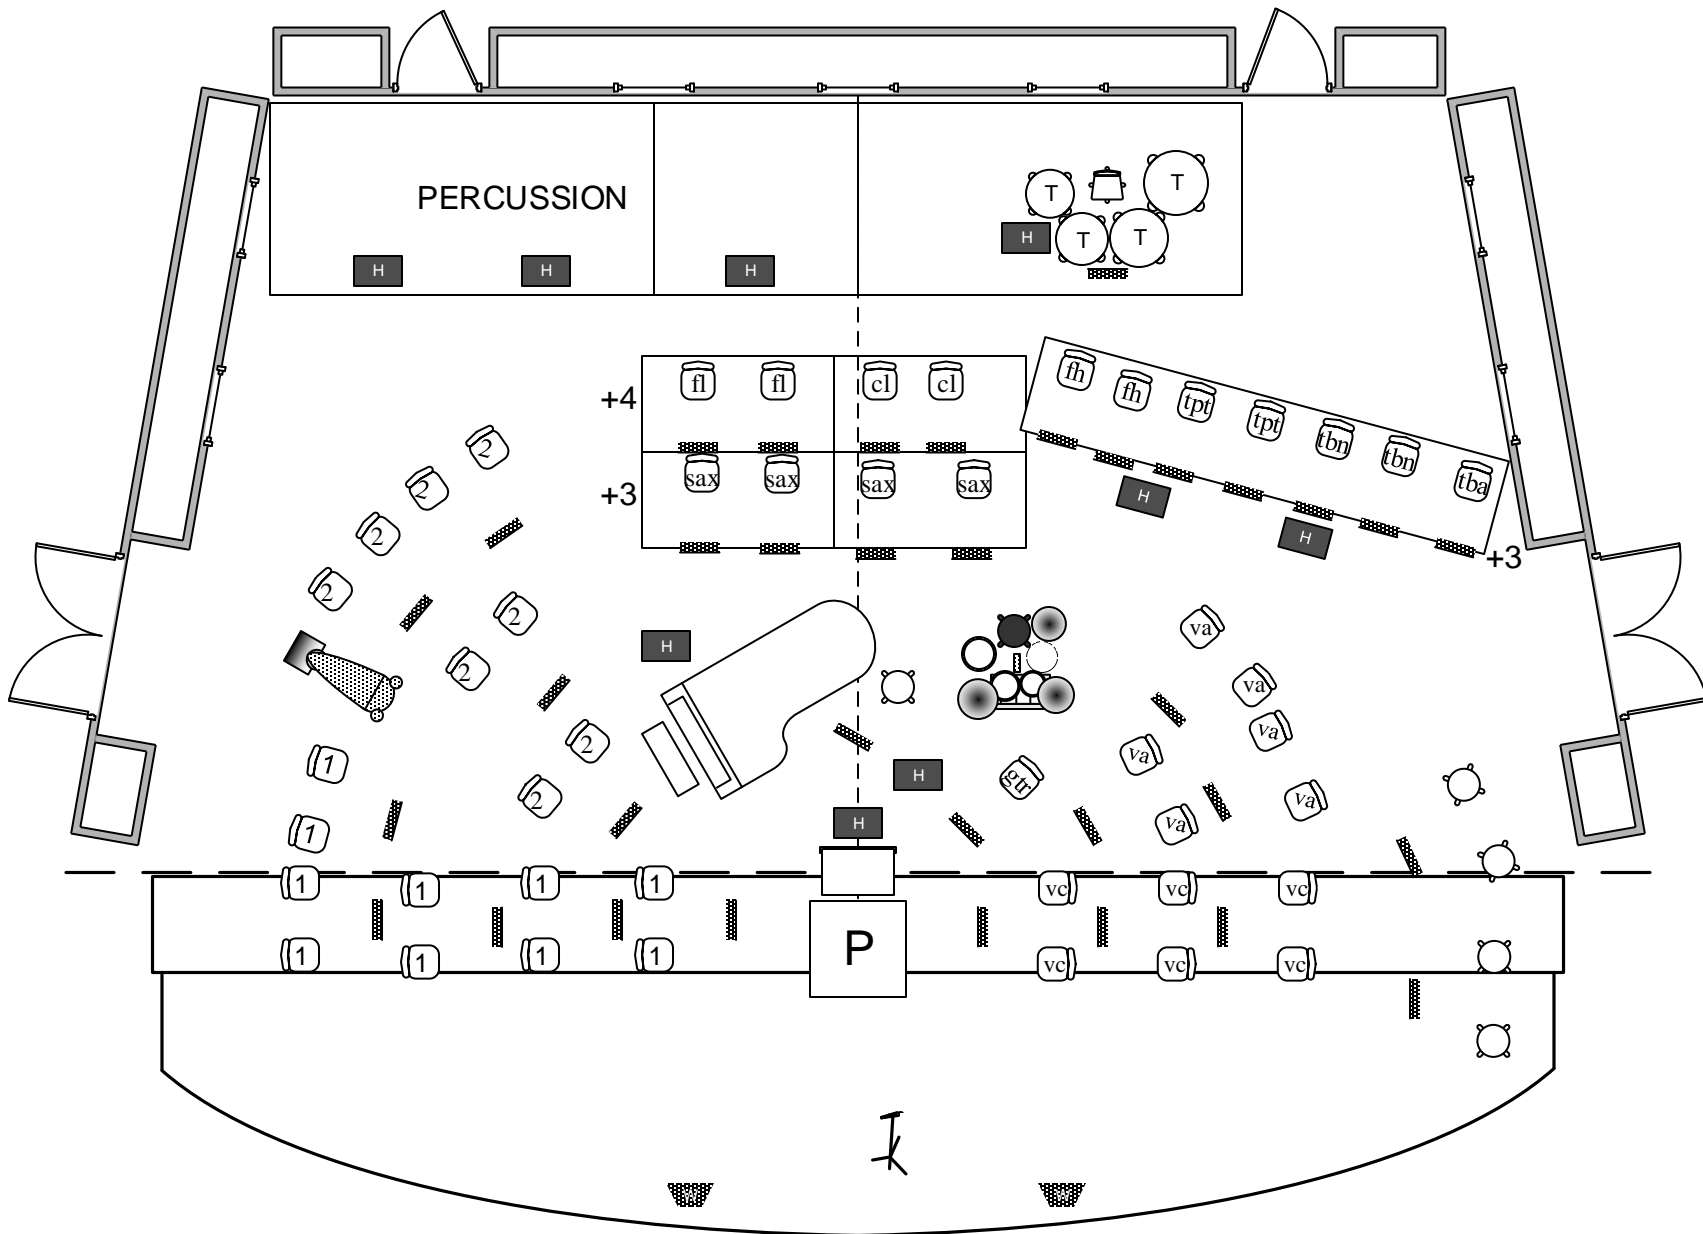 PERCUSSION
T
T
H
T
T
H
H
H
+4
fl
fl
cl
cl
fh
fh
tpt
tpt
tbn
tbn
tba
+3
sax
sax
sax
sax
H
H
+3
2
2
2
2
2
2
2
2
H
va
va
va
va
va
va
1
1
H
gtr
H
1
1
1
1
vc
vc
vc
1
1
1
1
P
vc
vc
vc
W
W